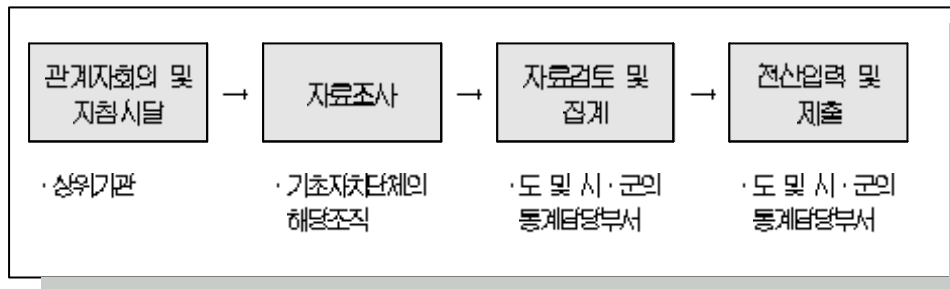 관계자회의 및
지침시달
→
자료조사
→
자료검토 및
집계
→
전산입력 및
제출
· 상위기관
· 기초자치단체의
해당조직
· 도 및 시 · 군의
통계담당부서
· 도 및 시 · 군의
통계담당부서